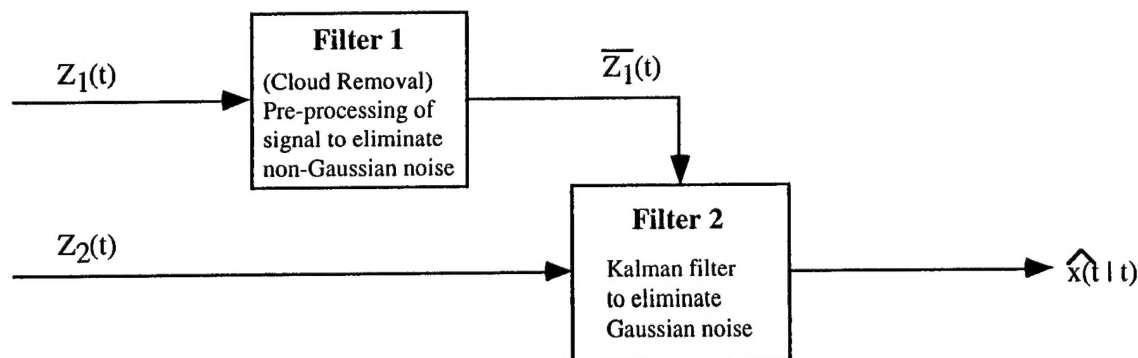 Filter 1
Z1(t)
(Cloud Removal)
Pre-processing of
signal to eliminate
non-Gaussian noise
Z̅1(t)
Filter 2
Z2(t)
Kalman filter
to eliminate
Gaussian noise
x̂(t | t)